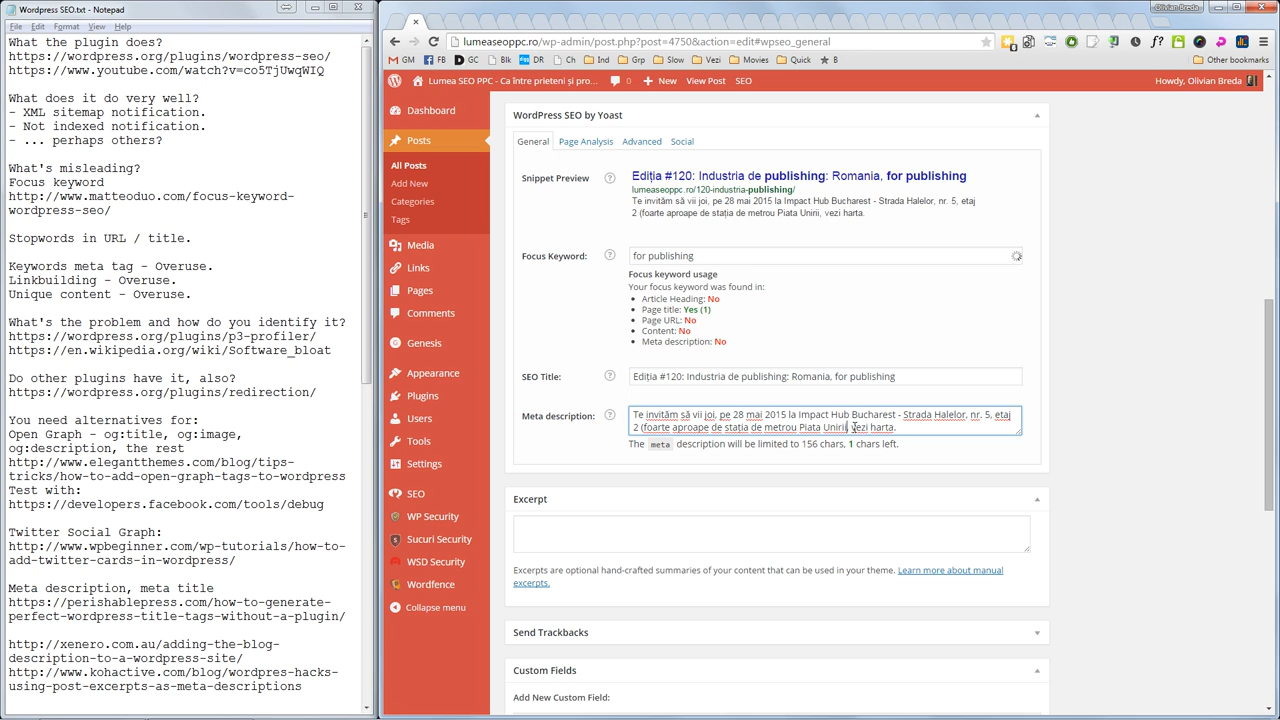 Wordpress SEO.txt - Notepad
File Edit Format View Help
What the plugin does?
https://wordpress.org/plugins/wordpress-seo/
https://www.youtube.com/watch?v=co5TjUwqWIQ
What does it do very well?
- XML sitemap notification.
- Not indexed notification.
- ... perhaps others?
What's misleading?
Focus keyword
http://www.matteoduo.com/focus-keyword-
wordpress-seo/
Stopwords in URL / title.
Keywords meta tag - Overuse.
Linkbuilding - Overuse.
Unique content - Overuse.
What's the problem and how do you identify it?
https://wordpress.org/plugins/p3-profiler/
https://en.wikipedia.org/wiki/Software_bloat
Do other plugins have it, also?
https://wordpress.org/plugins/redirection/
You need alternatives for:
Open Graph - og:title, og:image,
og:description, the rest
http://www.elegantthemes.com/blog/tips-
tricks/how-to-add-open-graph-tags-to-wordpress
Test with:
https://developers.facebook.com/tools/debug
Twitter Social Graph:
http://www.wpbeginner.com/wp-tutorials/how-to-
add-twitter-cards-in-wordpress/
Meta description, meta title
https://perishablepress.com/how-to-generate-
perfect-wordpress-title-tags-without-a-plugin/
http://xenero.com.au/adding-the-blog-
description-to-a-wordpress-site/
http://www.kohactive.com/blog/wordpres-hacks-
using-post-excerpts-as-meta-descriptions
Olivian Breda
lumeaseoppc.ro/wp-admin/post.php?post=4750&action=edit#wpseo_general
GM FB GC Blk DR Ch Ind Grp Slk Zen Movies Quick B Other bookmarks
Lumea SEO PPC - Ca între prieteni și pro... 0 New View Post SEO Howdy, Olivian Breda
Dashboard
Posts
All Posts
Add New
Categories
Tags
Media
Links
Pages
Comments
Genesis
Appearance
Plugins
Users
Tools
Settings
SEO
WP Security
Sucuri Security
WSD Security
Wordfence
Collapse menu
WordPress SEO by Yoast
General Page Analysis Advanced Social
Snippet Preview
Ediția #120: Industria de publishing: Romania, for publishing
lumeaseoppc.ro/120-industria-publishing/
Te invităm să vii joi, pe 28 mai 2015 la Impact Hub Bucharest - Strada Halelor, nr. 5, etaj
2 (foarte aproape de stația de metrou Piata Unirii, vezi harta.
Focus Keyword: for publishing
Focus keyword usage
Your focus keyword was found in:
Article Heading: No
Page title: Yes (1)
Page URL: No
Content: No
Meta description: No
SEO Title: Ediția #120: Industria de publishing: Romania, for publishing
Meta description: Te invităm să vii joi, pe 28 mai 2015 la Impact Hub Bucharest - Strada Halelor, nr. 5, etaj
2 (foarte aproape de stația de metrou Piata Unirii, vezi harta.
The meta description will be limited to 156 chars, 1 chars left.
Excerpt
Excerpts are optional hand-crafted summaries of your content that can be used in your theme. Learn more about manual
excerpts.
Send Trackbacks
Custom Fields
Add New Custom Field: